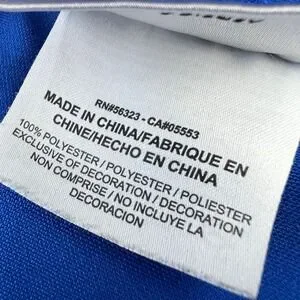 RN#56323 - CA#05553
MADE IN CHINA/FABRIQUE EN
CHINE/HECHO EN CHINA
100% POLYESTER / POLYESTER / POLIESTER
EXCLUSIVE OF DECORATION / DECORATION
NON COMPRISE / NO INCLUYE LA
DECORACION